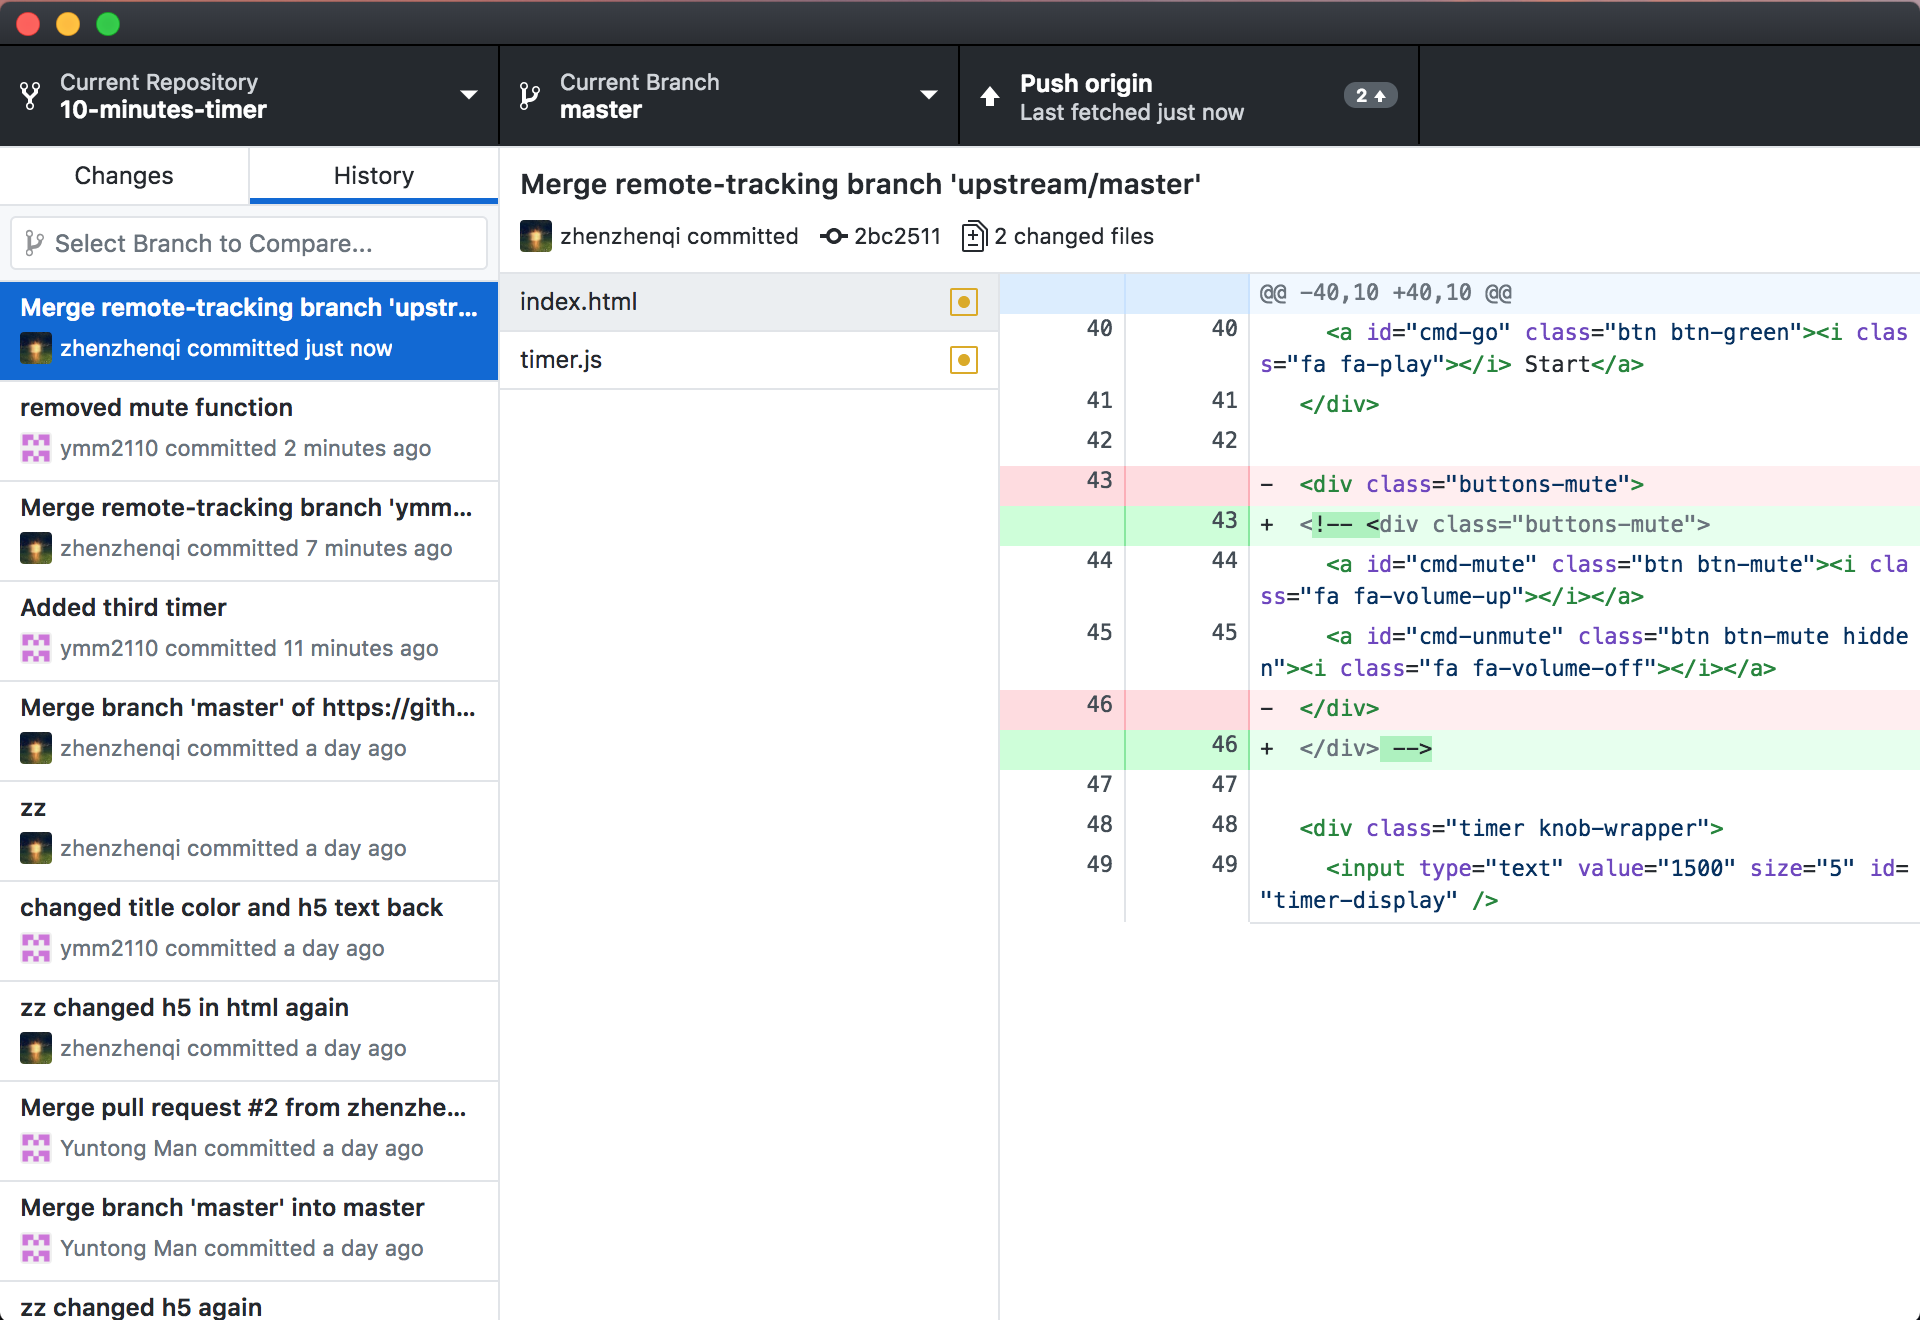 Current Repository
10-minutes-timer
Current Branch
master
Push origin
Last fetched just now
2
Changes
History
Select Branch to Compare...
Merge remote-tracking branch 'upstr...
zhenzhenqi committed just now
removed mute function
ymm2110 committed 2 minutes ago
Merge remote-tracking branch 'ymm...
zhenzhenqi committed 7 minutes ago
Added third timer
ymm2110 committed 11 minutes ago
Merge branch 'master' of https://gith...
zhenzhenqi committed a day ago
zz
zhenzhenqi committed a day ago
changed title color and h5 text back
ymm2110 committed a day ago
zz changed h5 in html again
zhenzhenqi committed a day ago
Merge pull request #2 from zhenzhe...
Yuntong Man committed a day ago
Merge branch 'master' into master
Yuntong Man committed a day ago
zz changed h5 again
Merge remote-tracking branch 'upstream/master'
zhenzhenqi committed 2bc2511 2 changed files
index.html
timer.js
@@ -40,10 +40,10 @@
40 40 <a id="cmd-go" class="btn btn-green"><i clas
s="fa fa-play"></i> Start</a>
41 41 </div>
42 42
43 - <div class="buttons-mute">
43 + <!-- <div class="buttons-mute">
44 44 <a id="cmd-mute" class="btn btn-mute"><i cla
ss="fa fa-volume-up"></i></a>
45 45 <a id="cmd-unmute" class="btn btn-mute hidde
n"><i class="fa fa-volume-off"></i></a>
46 - </div>
46 + </div> -->
47 47
48 48 <div class="timer knob-wrapper">
49 49 <input type="text" value="1500" size="5" id=
"timer-display" />